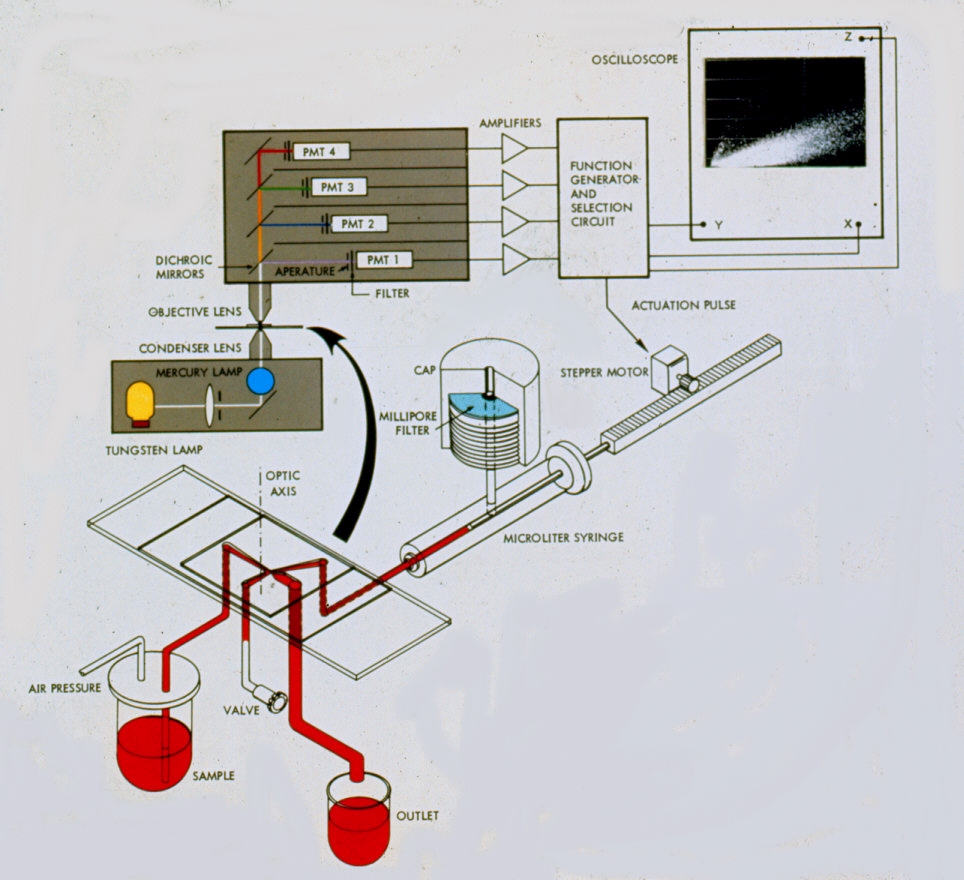 Z
OSCILLOSCOPE
AMPLIFIERS
PMT 4
FUNCTION
GENERATOR
AND
SELECTION
CIRCUIT
PMT 3
PMT 2
Y
X
DICHROIC
MIRRORS
APERATURE
PMT 1
FILTER
OBJECTIVE LENS
ACTUATION PULSE
CONDENSER LENS
MERCURY LAMP
CAP
STEPPER MOTOR
MILLIPORE
FILTER
TUNGSTEN LAMP
OPTIC
AXIS
MICROLITER SYRINGE
AIR PRESSURE
VALVE
SAMPLE
OUTLET